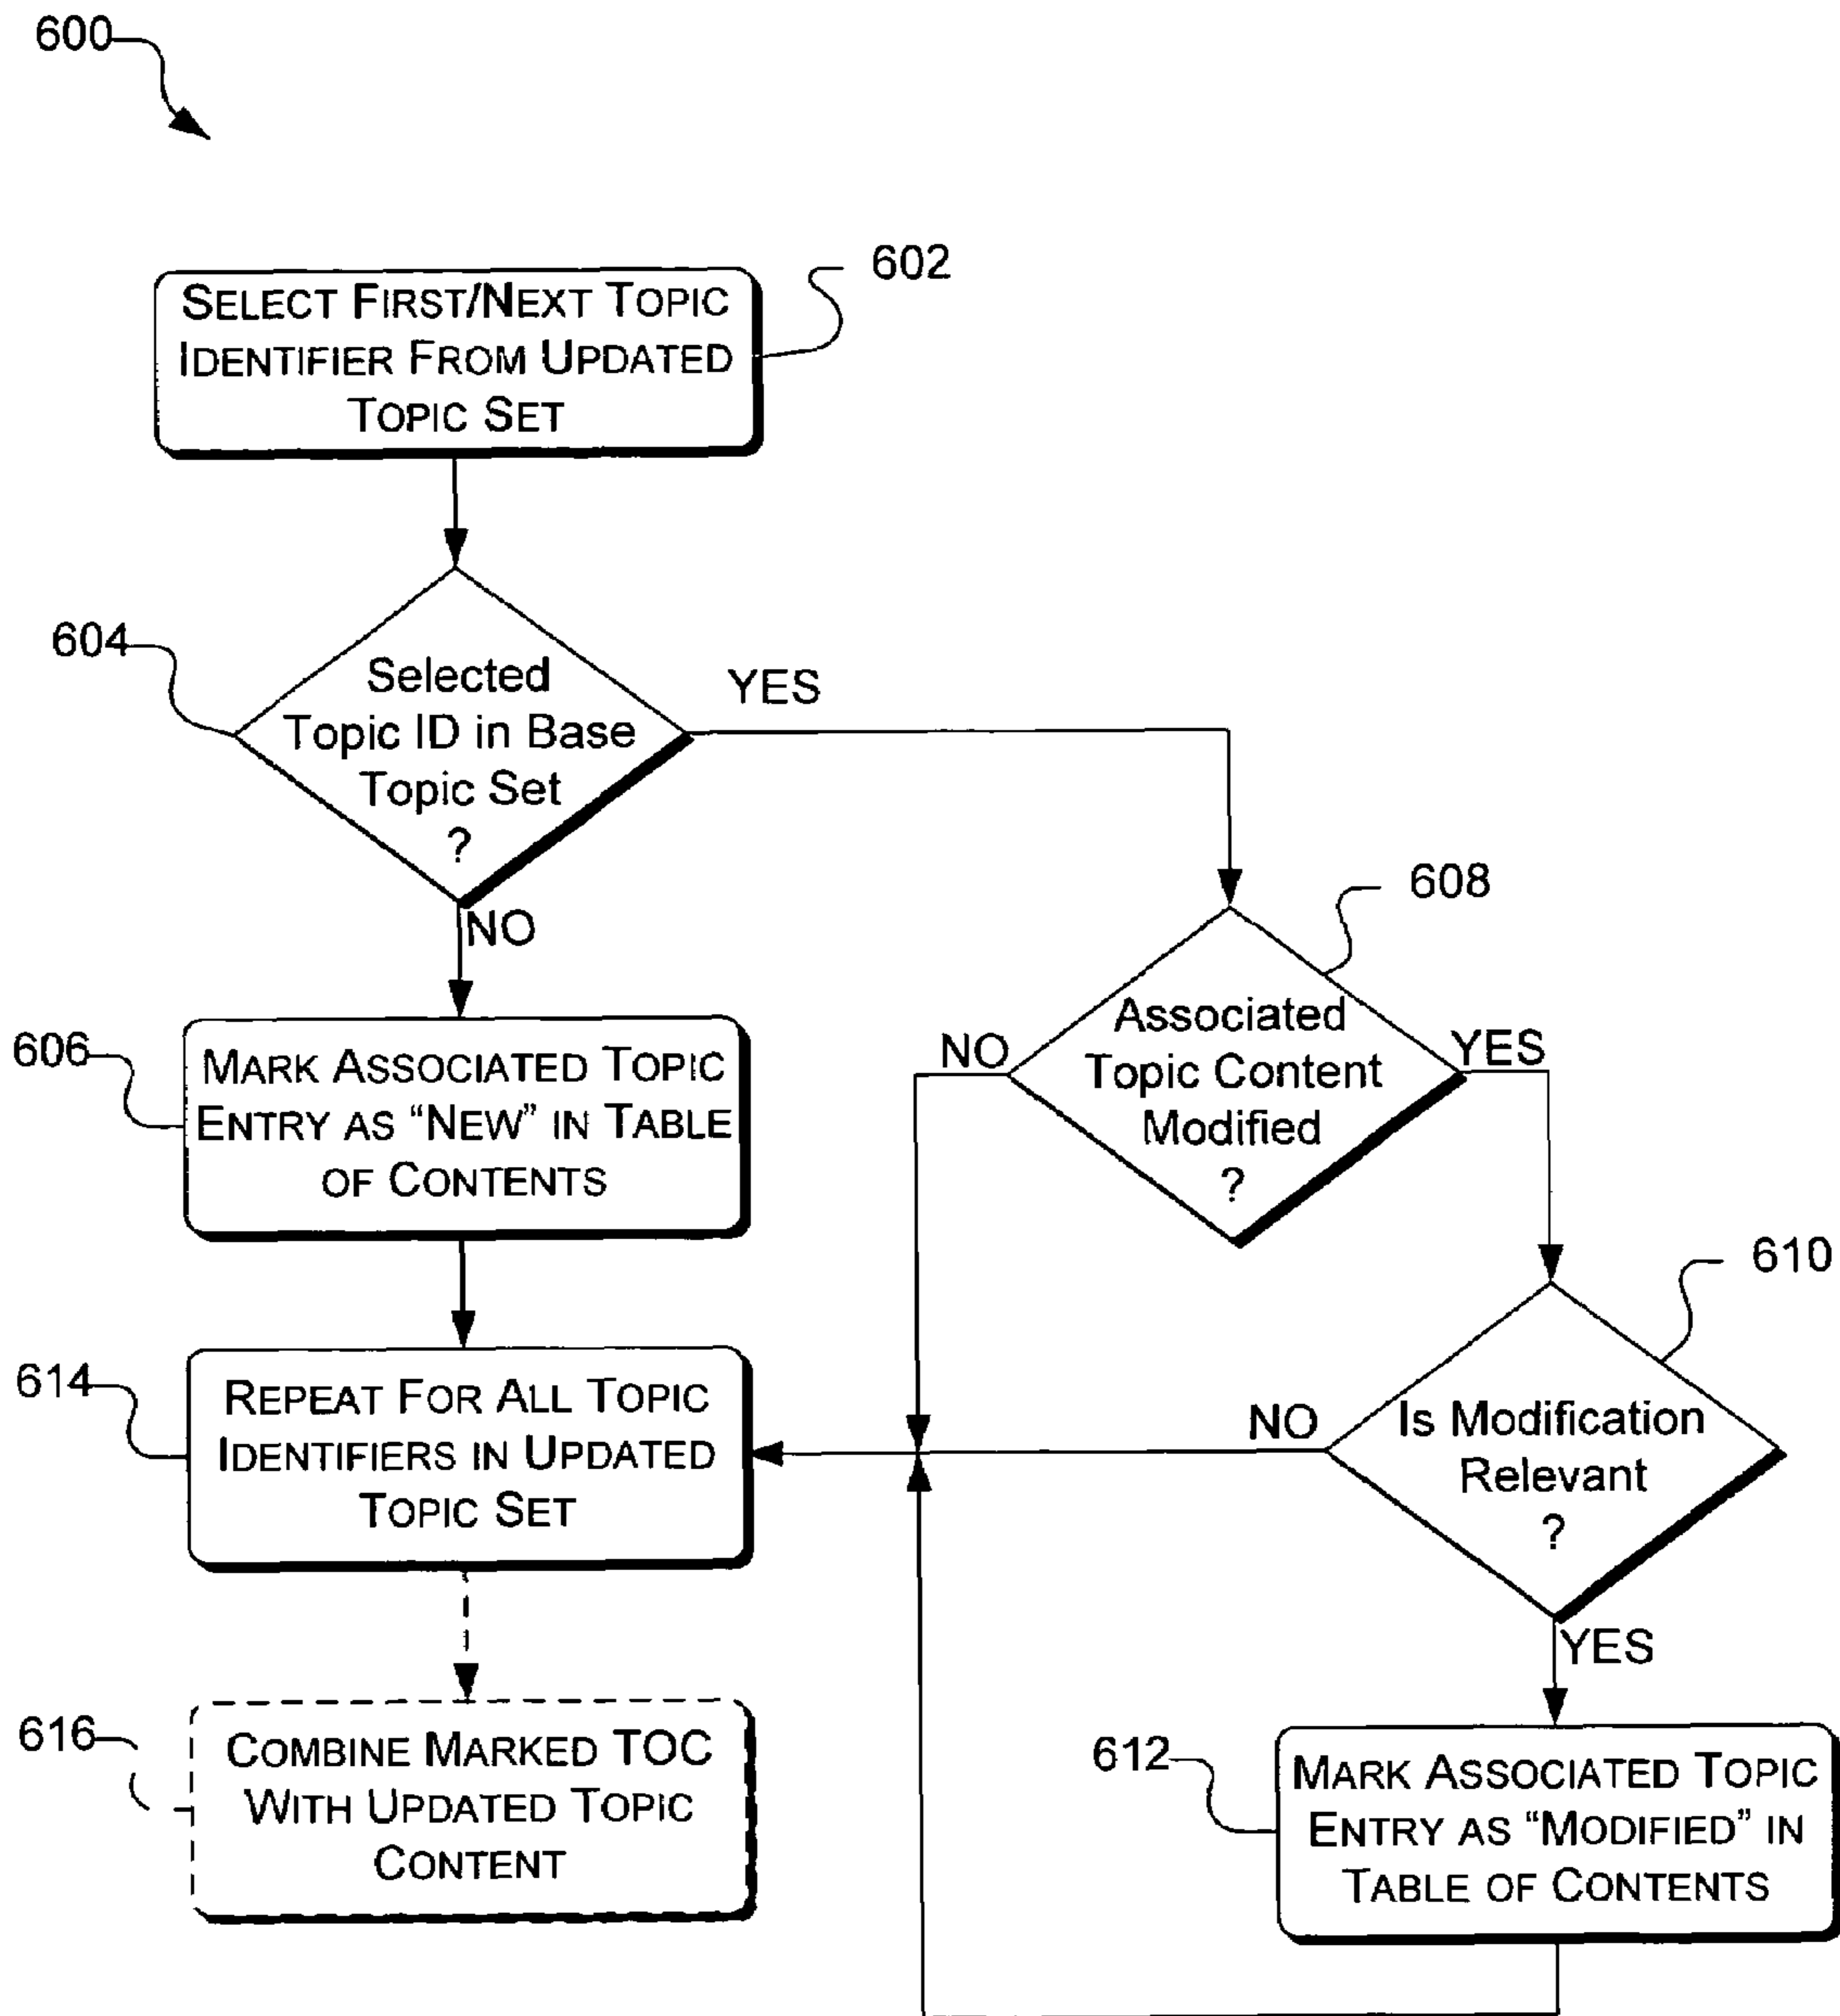 600
602
SELECT FIRST/NEXT TOPIC
IDENTIFIER FROM UPDATED
TOPIC SET
604
Selected
Topic ID in Base
Topic Set
?
YES
NO
608
Associated
Topic Content
Modified
?
NO
YES
606
MARK ASSOCIATED TOPIC
ENTRY AS “NEW” IN TABLE
OF CONTENTS
610
Is Modification
Relevant
?
NO
YES
614
REPEAT FOR ALL TOPIC
IDENTIFIERS IN UPDATED
TOPIC SET
616
COMBINE MARKED TOC
WITH UPDATED TOPIC
CONTENT
612
MARK ASSOCIATED TOPIC
ENTRY AS “MODIFIED” IN
TABLE OF CONTENTS